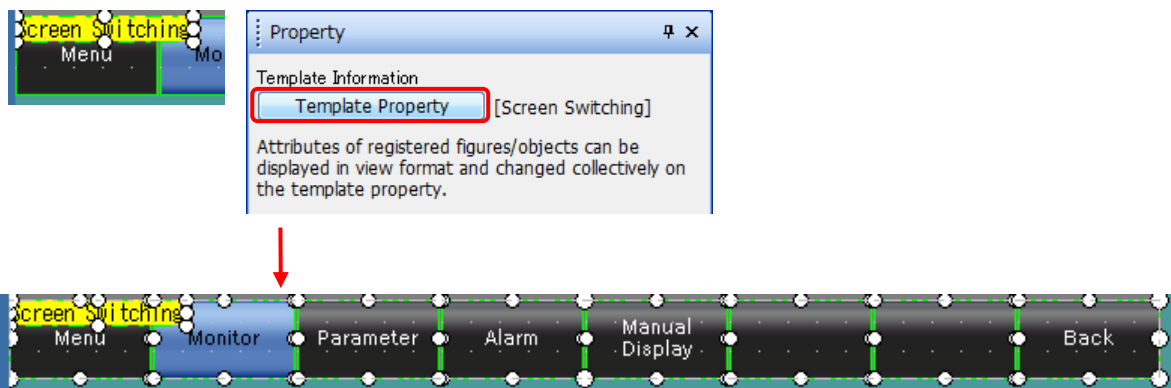 Screen Switching
Menu
Mo
Property
Template Information
Template Property [Screen Switching]
Attributes of registered figures/objects can be
displayed in view format and changed collectively on
the template property.
Screen Switching
Menu Monitor Parameter Alarm Manual Display Back